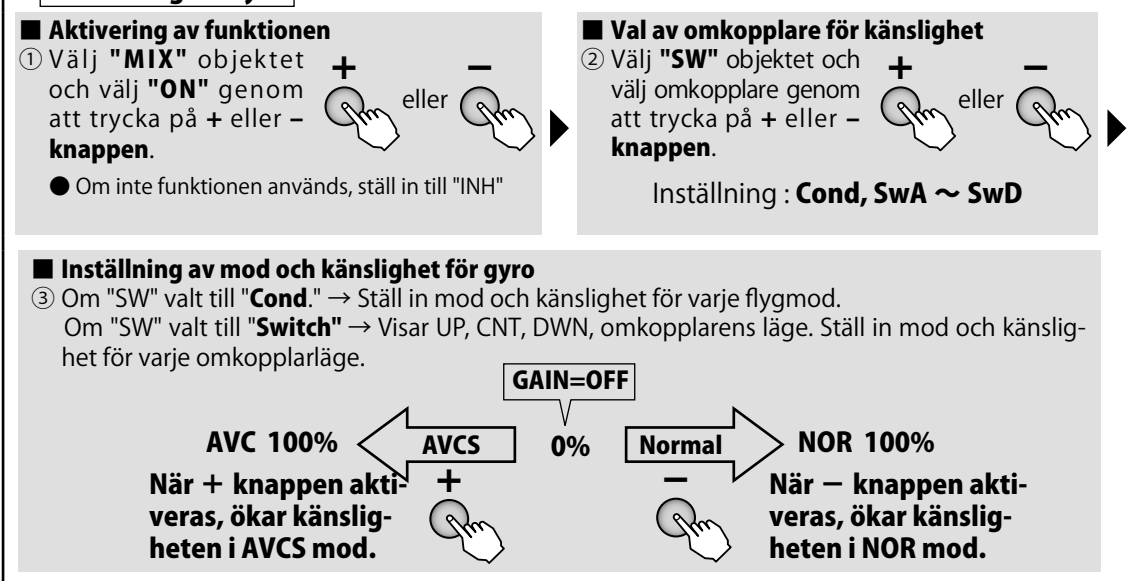 ■ Aktivering av funktionen
① Välj "MIX" objektet
och välj "ON" genom
att trycka på + eller –
knappen.
+ eller –
● Om inte funktionen används, ställ in till "INH"
■ Val av omkopplare för känslighet
② Välj "SW" objektet och
välj omkopplare genom
att trycka på + eller –
knappen.
+ eller –
Inställning : Cond, SwA ～ SwD
■ Inställning av mod och känslighet för gyro
③ Om "SW" valt till "Cond." → Ställ in mod och känslighet för varje flygmod.
Om "SW" valt till "Switch" → Visar UP, CNT, DWN, omkopplarens läge. Ställ in mod och känslig-
het för varje omkopplarläge.
GAIN=OFF
AVC 100% AVCS 0% Normal NOR 100%
När + knappen akti-
veras, ökar känslig-
heten i AVCS mod.
+
–
När − knappen akti-
veras, ökar känslig-
heten i NOR mod.